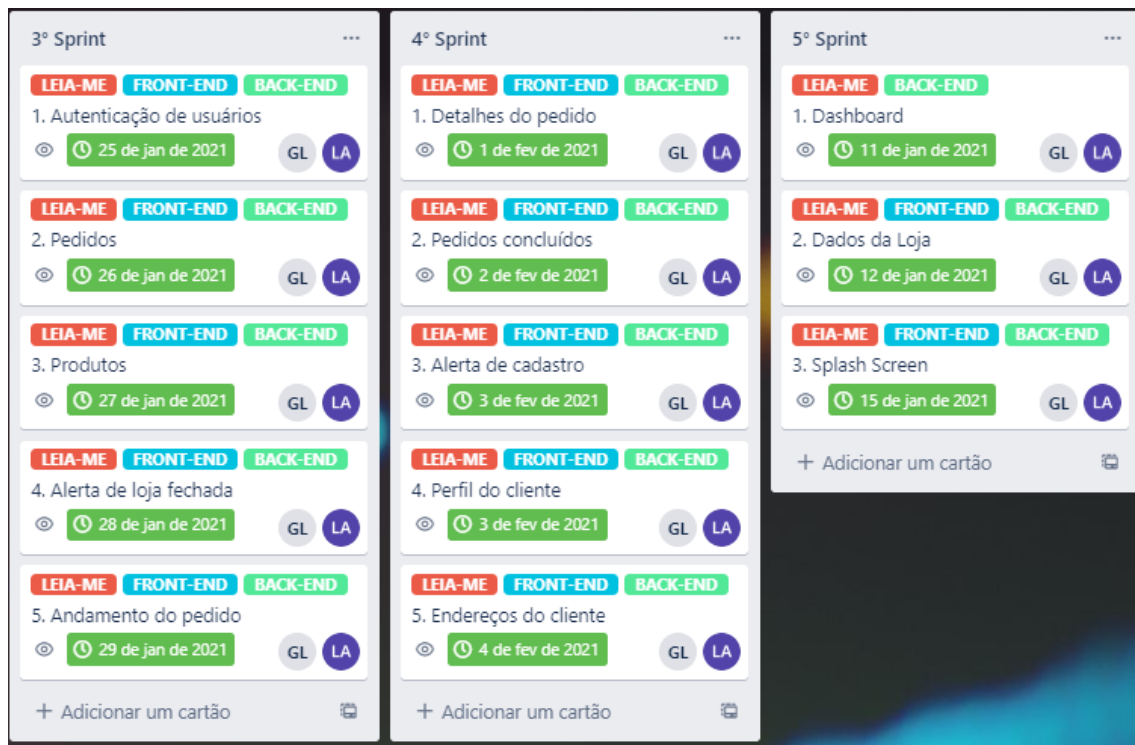 3° Sprint
LEIA-ME FRONT-END BACK-END
1. Autenticação de usuários
25 de jan de 2021 GL LA
LEIA-ME FRONT-END BACK-END
2. Pedidos
26 de jan de 2021 GL LA
LEIA-ME FRONT-END BACK-END
3. Produtos
27 de jan de 2021 GL LA
LEIA-ME FRONT-END BACK-END
4. Alerta de loja fechada
28 de jan de 2021 GL LA
LEIA-ME FRONT-END BACK-END
5. Andamento do pedido
29 de jan de 2021 GL LA
+ Adicionar um cartão
4° Sprint
LEIA-ME FRONT-END BACK-END
1. Detalhes do pedido
1 de fev de 2021 GL LA
LEIA-ME FRONT-END BACK-END
2. Pedidos concluídos
2 de fev de 2021 GL LA
LEIA-ME FRONT-END BACK-END
3. Alerta de cadastro
3 de fev de 2021 GL LA
LEIA-ME FRONT-END BACK-END
4. Perfil do cliente
3 de fev de 2021 GL LA
LEIA-ME FRONT-END BACK-END
5. Endereços do cliente
4 de fev de 2021 GL LA
+ Adicionar um cartão
5° Sprint
LEIA-ME BACK-END
1. Dashboard
11 de jan de 2021 GL LA
LEIA-ME FRONT-END BACK-END
2. Dados da Loja
12 de jan de 2021 GL LA
LEIA-ME FRONT-END BACK-END
3. Splash Screen
15 de jan de 2021 GL LA
+ Adicionar um cartão